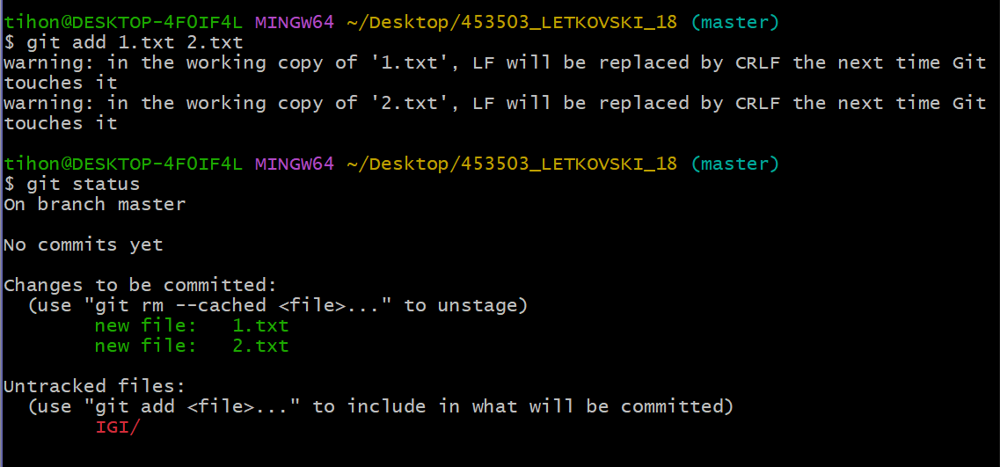 tihon@DESKTOP-4F0IF4L MINGW64 ~/Desktop/453503_LETKOVSKI_18 (master)
$ git add 1.txt 2.txt
warning: in the working copy of '1.txt', LF will be replaced by CRLF the next time Git
touches it
warning: in the working copy of '2.txt', LF will be replaced by CRLF the next time Git
touches it
tihon@DESKTOP-4F0IF4L MINGW64 ~/Desktop/453503_LETKOVSKI_18 (master)
$ git status
On branch master
No commits yet
Changes to be committed:
  (use "git rm --cached <file>..." to unstage)
        new file:   1.txt
        new file:   2.txt
Untracked files:
  (use "git add <file>..." to include in what will be committed)
        IGI/